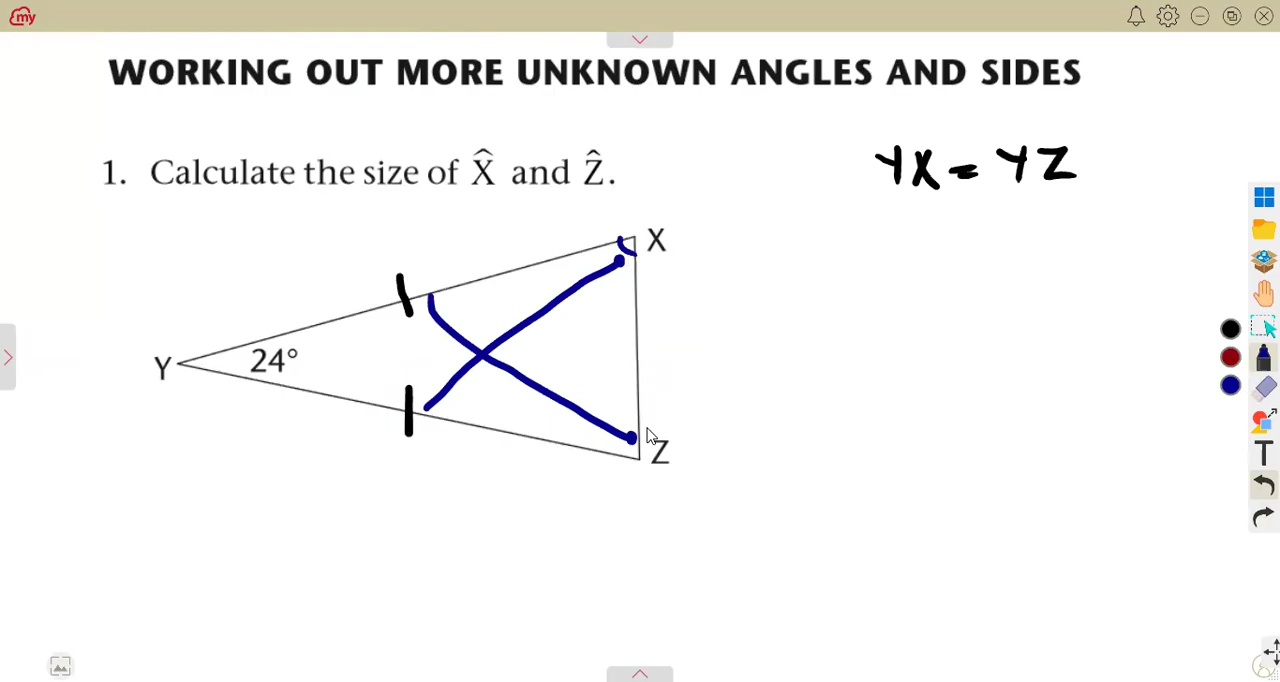 my
WORKING OUT MORE UNKNOWN ANGLES AND SIDES
1. Calculate the size of X̂ and Ẑ.
YX = YZ
X
Y
24°
Z
T